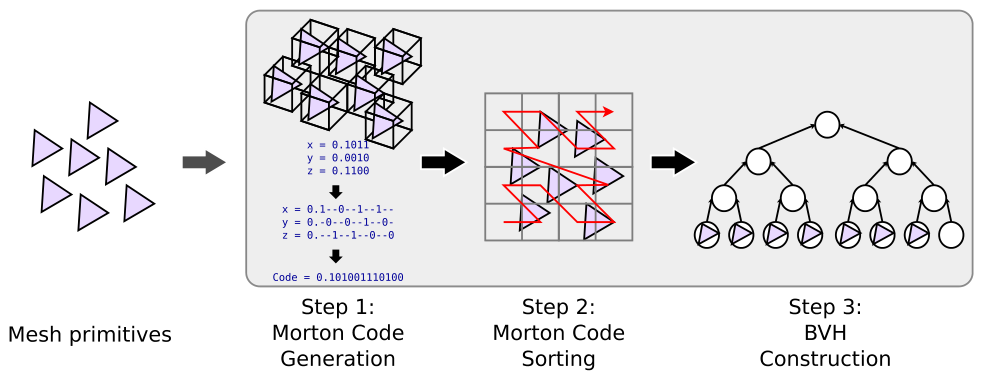 x = 0.1011
y = 0.0010
z = 0.1100
x = 0.1--0--1--1--
y = 0.-0--0--1--0-
z = 0.--1--1--0--0
Code = 0.101001110100
Mesh primitives
Step 1:
Morton Code
Generation
Step 2:
Morton Code
Sorting
Step 3:
BVH
Construction